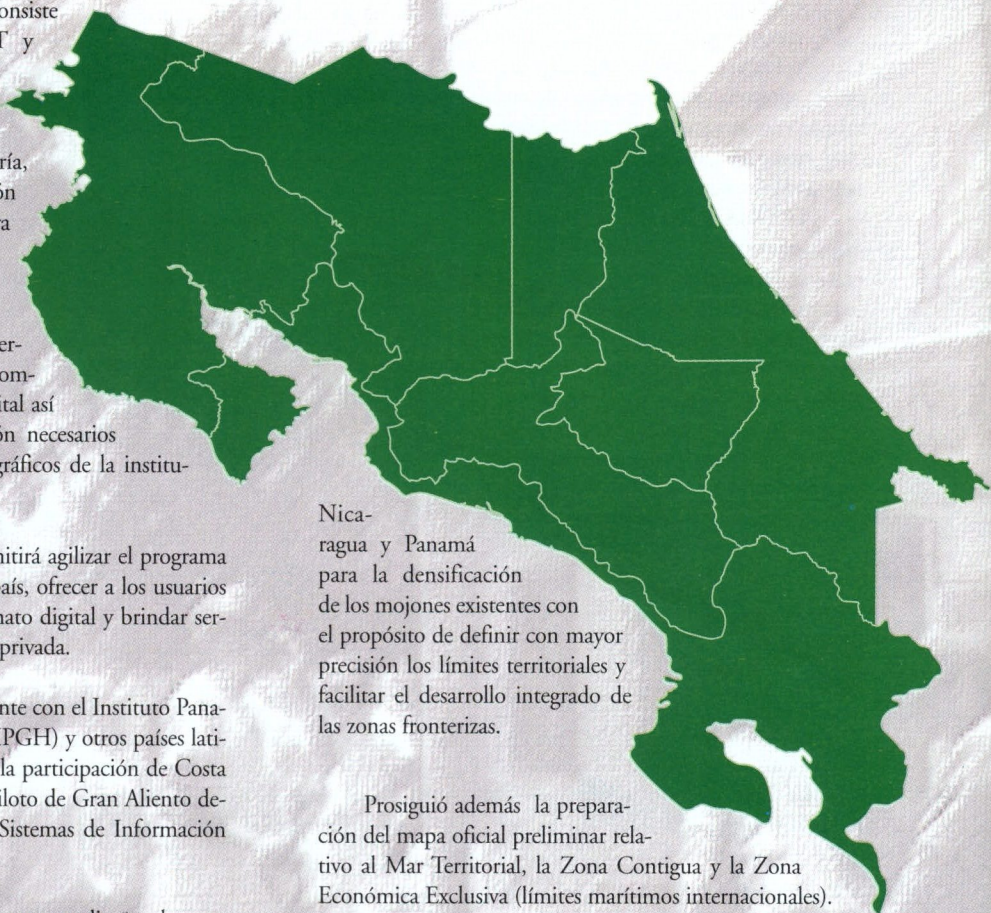 onsiste
T y
ría,
ón
ra
er-
om-
ital así
ón necesarios
gráficos de la institu-
mitirá agilizar el programa
país, ofrecer a los usuarios
mato digital y brindar ser-
privada.
nte con el Instituto Pana-
IPGH) y otros países lati-
la participación de Costa
iloto de Gran Aliento de-
Sistemas de Información
Nica-
ragua y Panamá
para la densificación
de los mojones existentes con
el propósito de definir con mayor
precisión los límites territoriales y
facilitar el desarrollo integrado de
las zonas fronterizas.
Prosiguió además la prepara-
ción del mapa oficial preliminar rela-
tivo al Mar Territorial, la Zona Contigua y la Zona
Económica Exclusiva (límites marítimos internacionales).